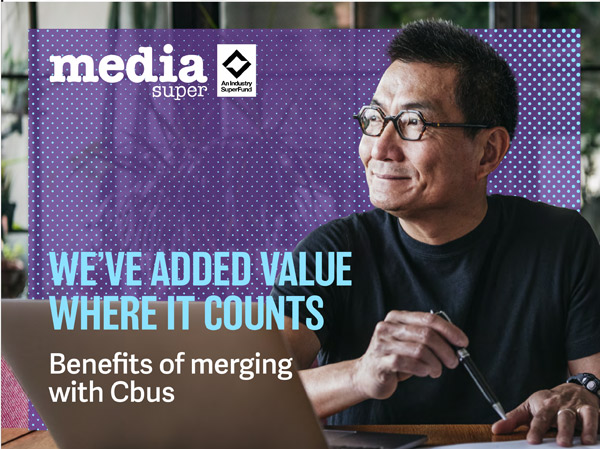 media
super
An Industry
SuperFund
WE'VE ADDED VALUE
WHERE IT COUNTS
Benefits of merging
with Cbus